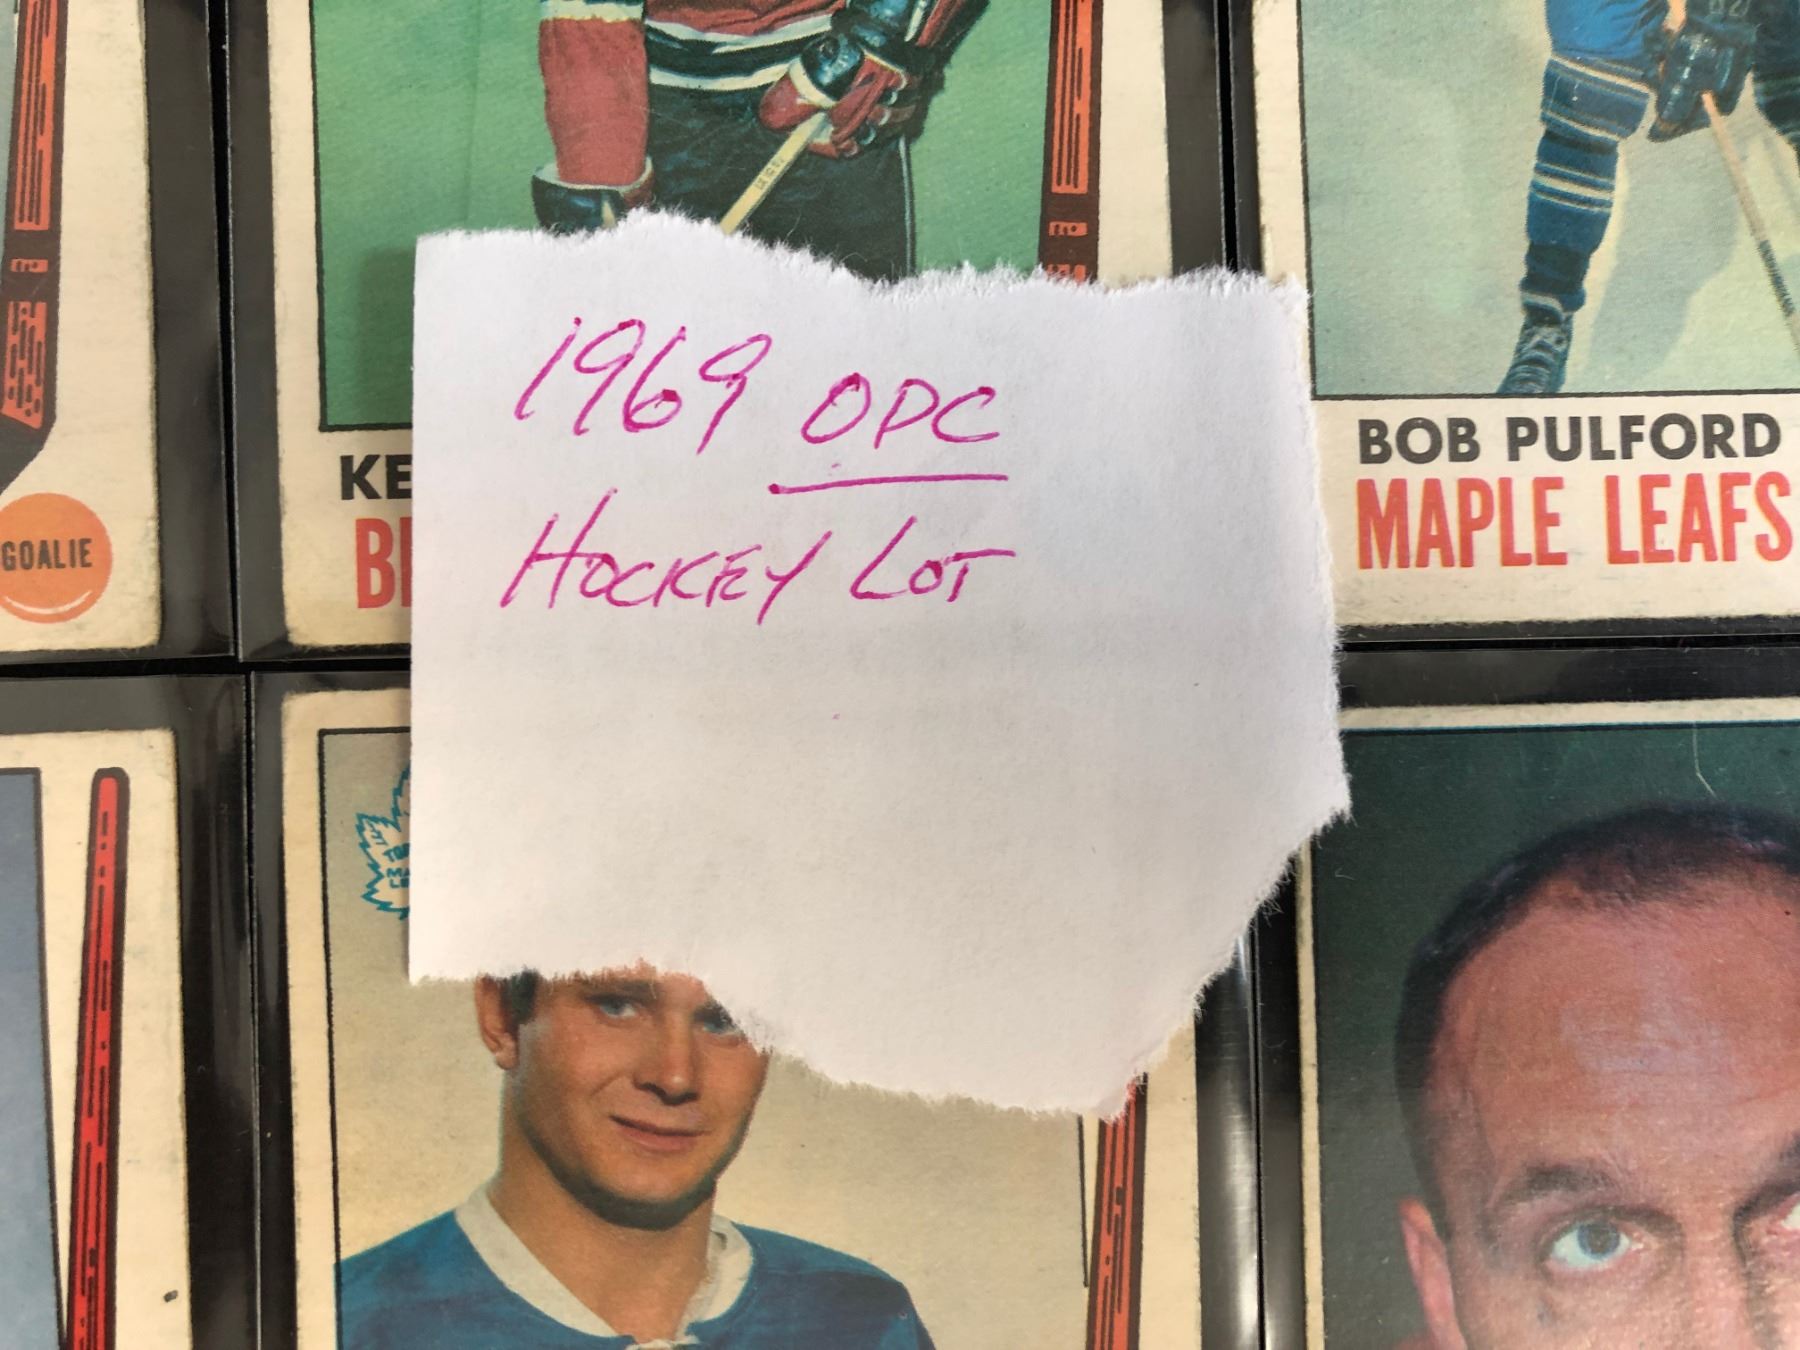 1969 OPC
HOCKEY LOT
KE
BOB PULFORD
MAPLE LEAFS
GOALIE